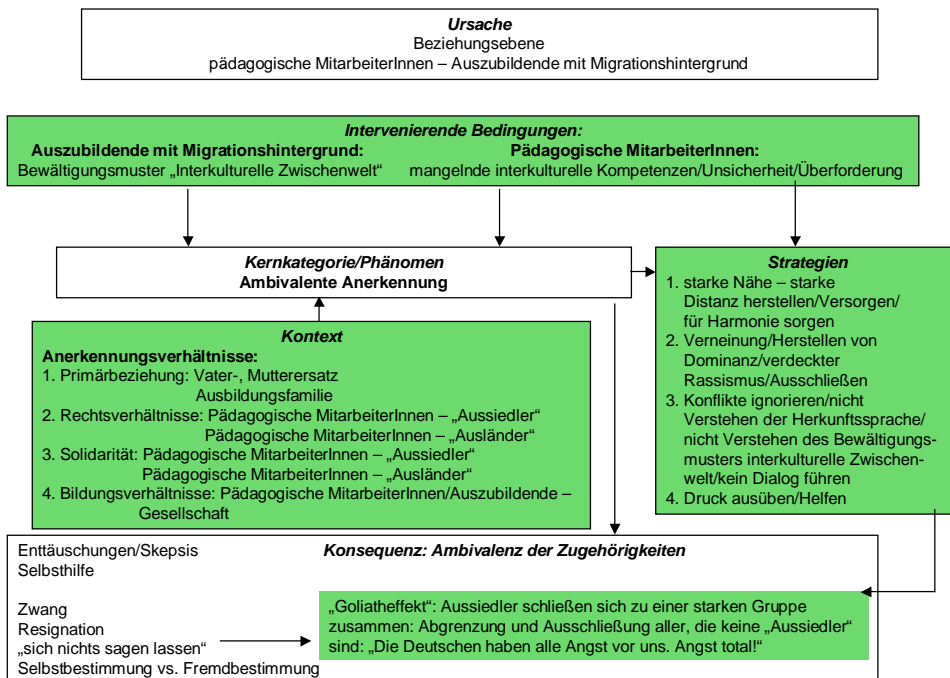 Ursache
Beziehungsebene
pädagogische MitarbeiterInnen – Auszubildende mit Migrationshintergrund
Intervenierende Bedingungen:
Auszubildende mit Migrationshintergrund:
Bewältigungsmuster „Interkulturelle Zwischenwelt“
Pädagogische MitarbeiterInnen:
mangelnde interkulturelle Kompetenzen/Unsicherheit/Überforderung
Kernkategorie/Phänomen
Ambivalente Anerkennung
Strategien
1. starke Nähe – starke
Distanz herstellen/Versorgen/
für Harmonie sorgen
2. Verneinung/Herstellen von
Dominanz/verdeckter
Rassismus/Ausschließen
3. Konflikte ignorieren/nicht
Verstehen der Herkunftssprache/
nicht Verstehen des Bewältigungs-
musters interkulturelle Zwischen-
welt/kein Dialog führen
4. Druck ausüben/Helfen
Kontext
Anerkennungsverhältnisse:
1. Primärbeziehung: Vater-, Mutterersatz
Ausbildungsfamilie
2. Rechtsverhältnisse: Pädagogische MitarbeiterInnen – „Aussiedler“
Pädagogische MitarbeiterInnen – „Ausländer“
3. Solidarität: Pädagogische MitarbeiterInnen – „Aussiedler“
Pädagogische MitarbeiterInnen – „Ausländer“
4. Bildungsverhältnisse: Pädagogische MitarbeiterInnen/Auszubildende –
Gesellschaft
Enttäuschungen/Skepsis
Selbsthilfe
Zwang
Resignation
„sich nichts sagen lassen“
Selbstbestimmung vs. Fremdbestimmung
Konsequenz: Ambivalenz der Zugehörigkeiten
„Goliatheffekt“: Aussiedler schließen sich zu einer starken Gruppe
zusammen: Abgrenzung und Ausschließung aller, die keine „Aussiedler“
sind: „Die Deutschen haben alle Angst vor uns. Angst total!“